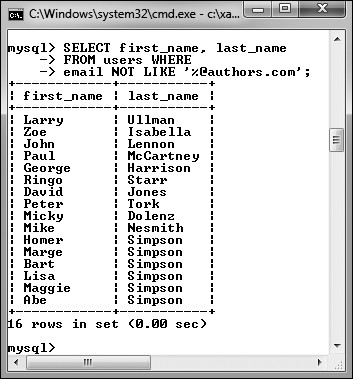 C:\Windows\system32\cmd.exe - c:\xa...
mysql> SELECT first_name, last_name
-> FROM users WHERE
-> email NOT LIKE '%@authors.com';
+------------+-----------+
| first_name | last_name |
+------------+-----------+
| Larry | Ullman |
| Zoe | Isabella |
| John | Lennon |
| Paul | McCartney |
| George | Harrison |
| Ringo | Starr |
| David | Jones |
| Peter | Tork |
| Micky | Dolenz |
| Mike | Nesmith |
| Homer | Simpson |
| Marge | Simpson |
| Bart | Simpson |
| Lisa | Simpson |
| Maggie | Simpson |
| Abe | Simpson |
+------------+-----------+
16 rows in set (0.00 sec)
mysql>